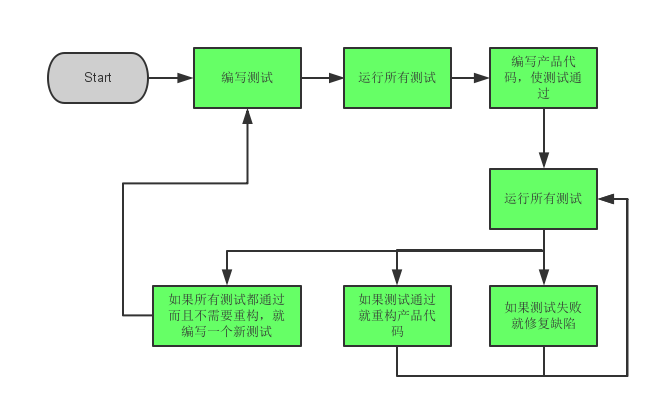 Start
编写测试
运行所有测试
编写产品代
码，使测试通
过
运行所有测试
如果所有测试都通过
而且不需要重构，就
编写一个新测试
如果测试通过
就重构产品代
码
如果测试失败
就修复缺陷